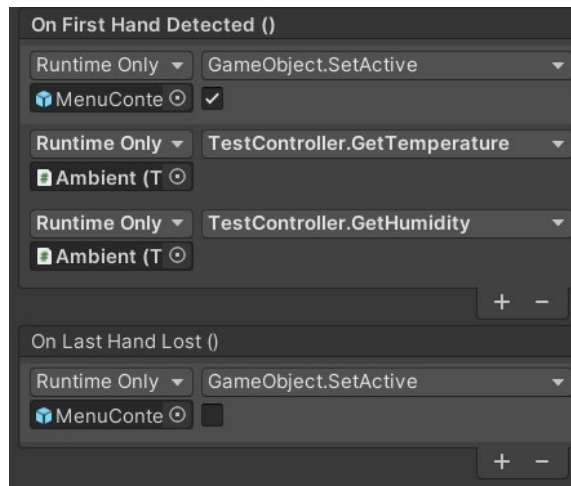 On First Hand Detected ()
Runtime Only GameObject.SetActive
MenuConte
Runtime Only TestController.GetTemperature
Ambient (T
Runtime Only TestController.GetHumidity
Ambient (T
+ −
On Last Hand Lost ()
Runtime Only GameObject.SetActive
MenuConte
+ −